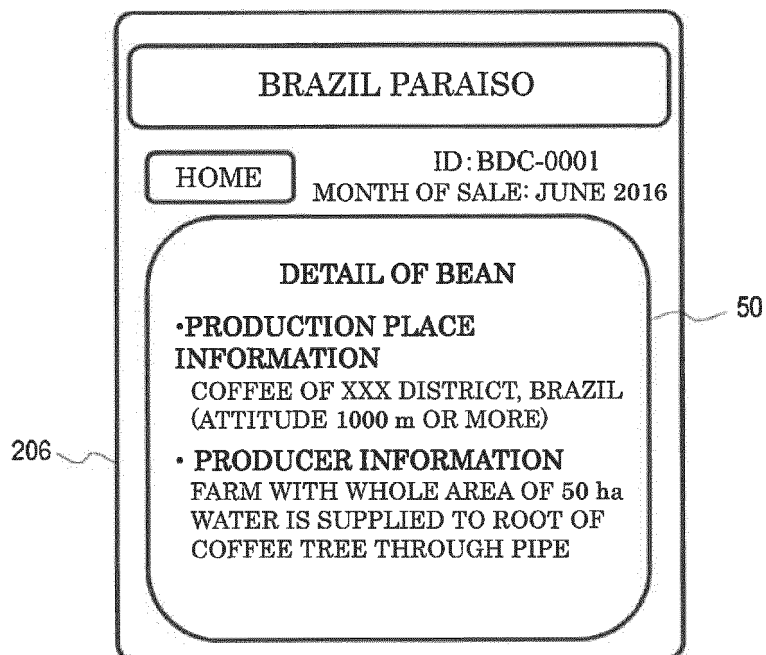 BRAZIL PARAISO
HOME
ID:BDC-0001
MONTH OF SALE: JUNE 2016
DETAIL OF BEAN
•PRODUCTION PLACE
INFORMATION
COFFEE OF XXX DISTRICT, BRAZIL
(ATTITUDE 1000 m OR MORE)
• PRODUCER INFORMATION
FARM WITH WHOLE AREA OF 50 ha
WATER IS SUPPLIED TO ROOT OF
COFFEE TREE THROUGH PIPE
50
206